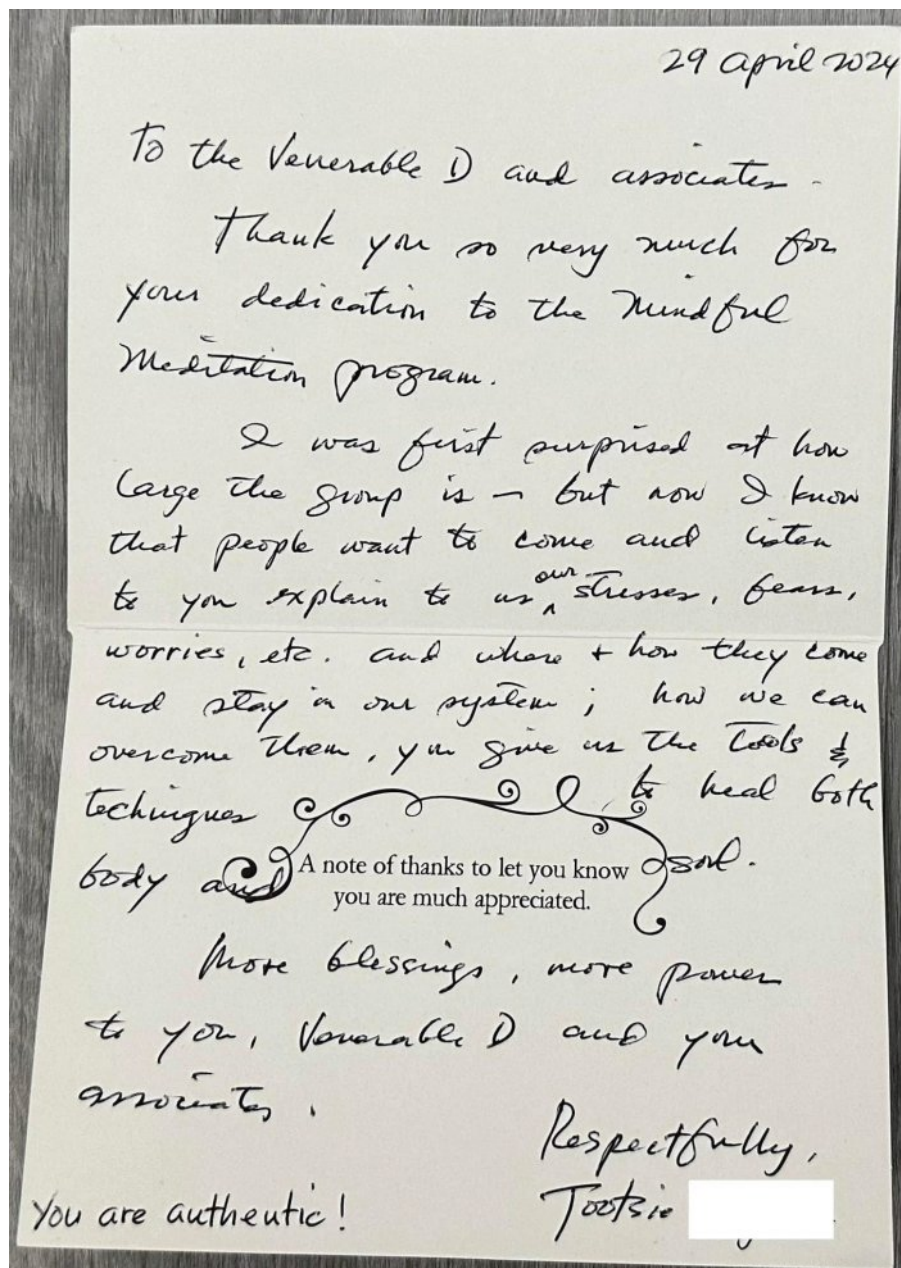 29 April 2024
To the Venerable D and associates -
Thank you so very much for
your dedication to the Mindful
Meditation program.
I was first surprised at how
large the group is - but now I know
that people want to come and listen
to you explain to us our stresses, fears,
worries, etc. and where + how they come
and stay in our system; how we can
overcome them, you give us the tools &
techniques to heal both
body and soul.
A note of thanks to let you know
you are much appreciated.
More blessings, more power
to you, Venerable D and your
associates.
Respectfully,
Tootsie
You are authentic!